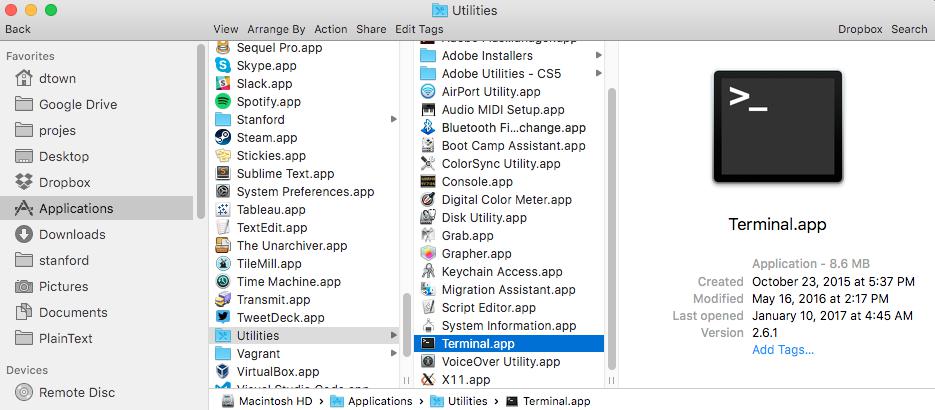 Utilities
Back View Arrange By Action Share Edit Tags Dropbox Search
Favorites
dtown
Google Drive
projes
Desktop
Dropbox
Applications
Downloads
stanford
Pictures
Documents
PlainText
Devices
Remote Disc
Sequel Pro.app
Skype.app
Slack.app
Spotify.app
Stanford
Steam.app
Stickies.app
Sublime Text.app
System Preferences.app
Tableau.app
TextEdit.app
The Unarchiver.app
TileMill.app
Time Machine.app
Transmit.app
TweetDeck.app
Utilities
Vagrant
VirtualBox.app
Visual Studio Code.app
Adobe Installers
Adobe Utilities - CS5
AirPort Utility.app
Audio MIDI Setup.app
Bluetooth Fi...change.app
Boot Camp Assistant.app
ColorSync Utility.app
Console.app
Digital Color Meter.app
Disk Utility.app
Grab.app
Grapher.app
Keychain Access.app
Migration Assistant.app
Script Editor.app
System Information.app
Terminal.app
VoiceOver Utility.app
X11.app
>_
Terminal.app
Application - 8.6 MB
Created October 23, 2015 at 5:37 PM
Modified May 16, 2016 at 2:17 PM
Last opened January 10, 2017 at 4:45 AM
Version 2.6.1
Add Tags...
Macintosh HD › Applications › Utilities › Terminal.app